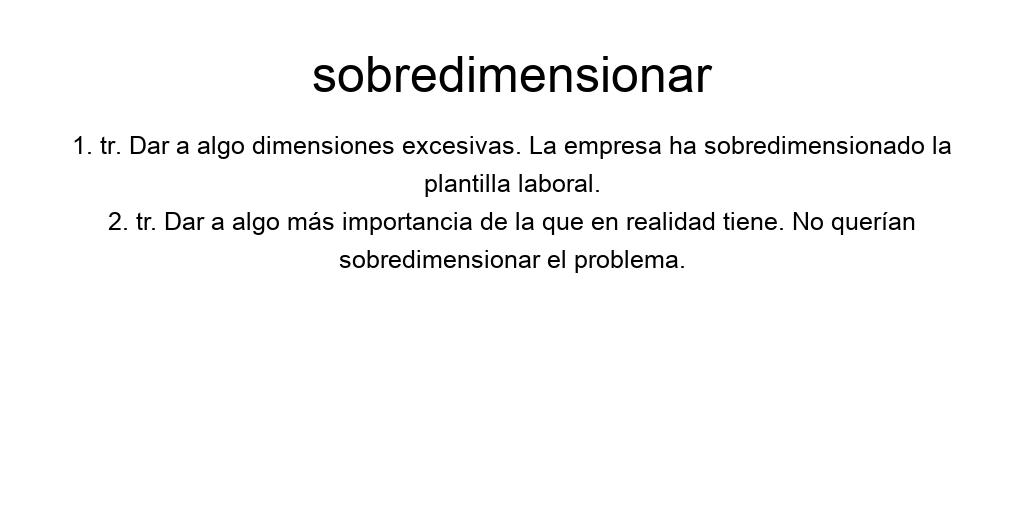 sobredimensionar
1. tr. Dar a algo dimensiones excesivas. La empresa ha sobredimensionado la
plantilla laboral.
2. tr. Dar a algo más importancia de la que en realidad tiene. No querían
sobredimensionar el problema.